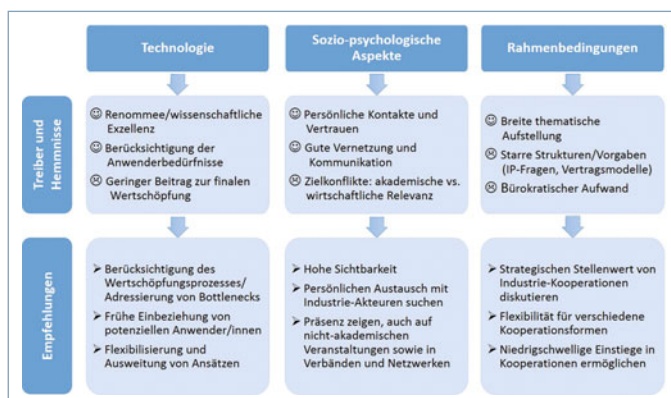 Technologie
Sozio-psychologische
Aspekte
Rahmenbedingungen
Treiber und
Hemmnisse
☺ Renommee/wissenschaftliche
Exzellenz
☺ Berücksichtigung der
Anwenderbedürfnisse
☹ Geringer Beitrag zur finalen
Wertschöpfung
☺ Persönliche Kontakte und
Vertrauen
☺ Gute Vernetzung und
Kommunikation
☹ Zielkonflikte: akademische vs.
wirtschaftliche Relevanz
☺ Breite thematische
Aufstellung
☹ Starre Strukturen/Vorgaben
(IP-Fragen, Vertragsmodelle)
☹ Bürokratischer Aufwand
Empfehlungen
➢ Berücksichtigung des
Wertschöpfungsprozesses/
Adressierung von Bottlenecks
➢ Frühe Einbeziehung von
potenziellen Anwender/innen
➢ Flexibilisierung und
Ausweitung von Ansätzen
➢ Hohe Sichtbarkeit
➢ Persönlichen Austausch mit
Industrie-Akteuren suchen
➢ Präsenz zeigen, auch auf
nicht-akademischen
Veranstaltungen sowie in
Verbänden und Netzwerken
➢ Strategischen Stellenwert von
Industrie-Kooperationen
diskutieren
➢ Flexibilität für verschiedene
Kooperationsformen
➢ Niedrigschwellige Einstiege in
Kooperationen ermöglichen